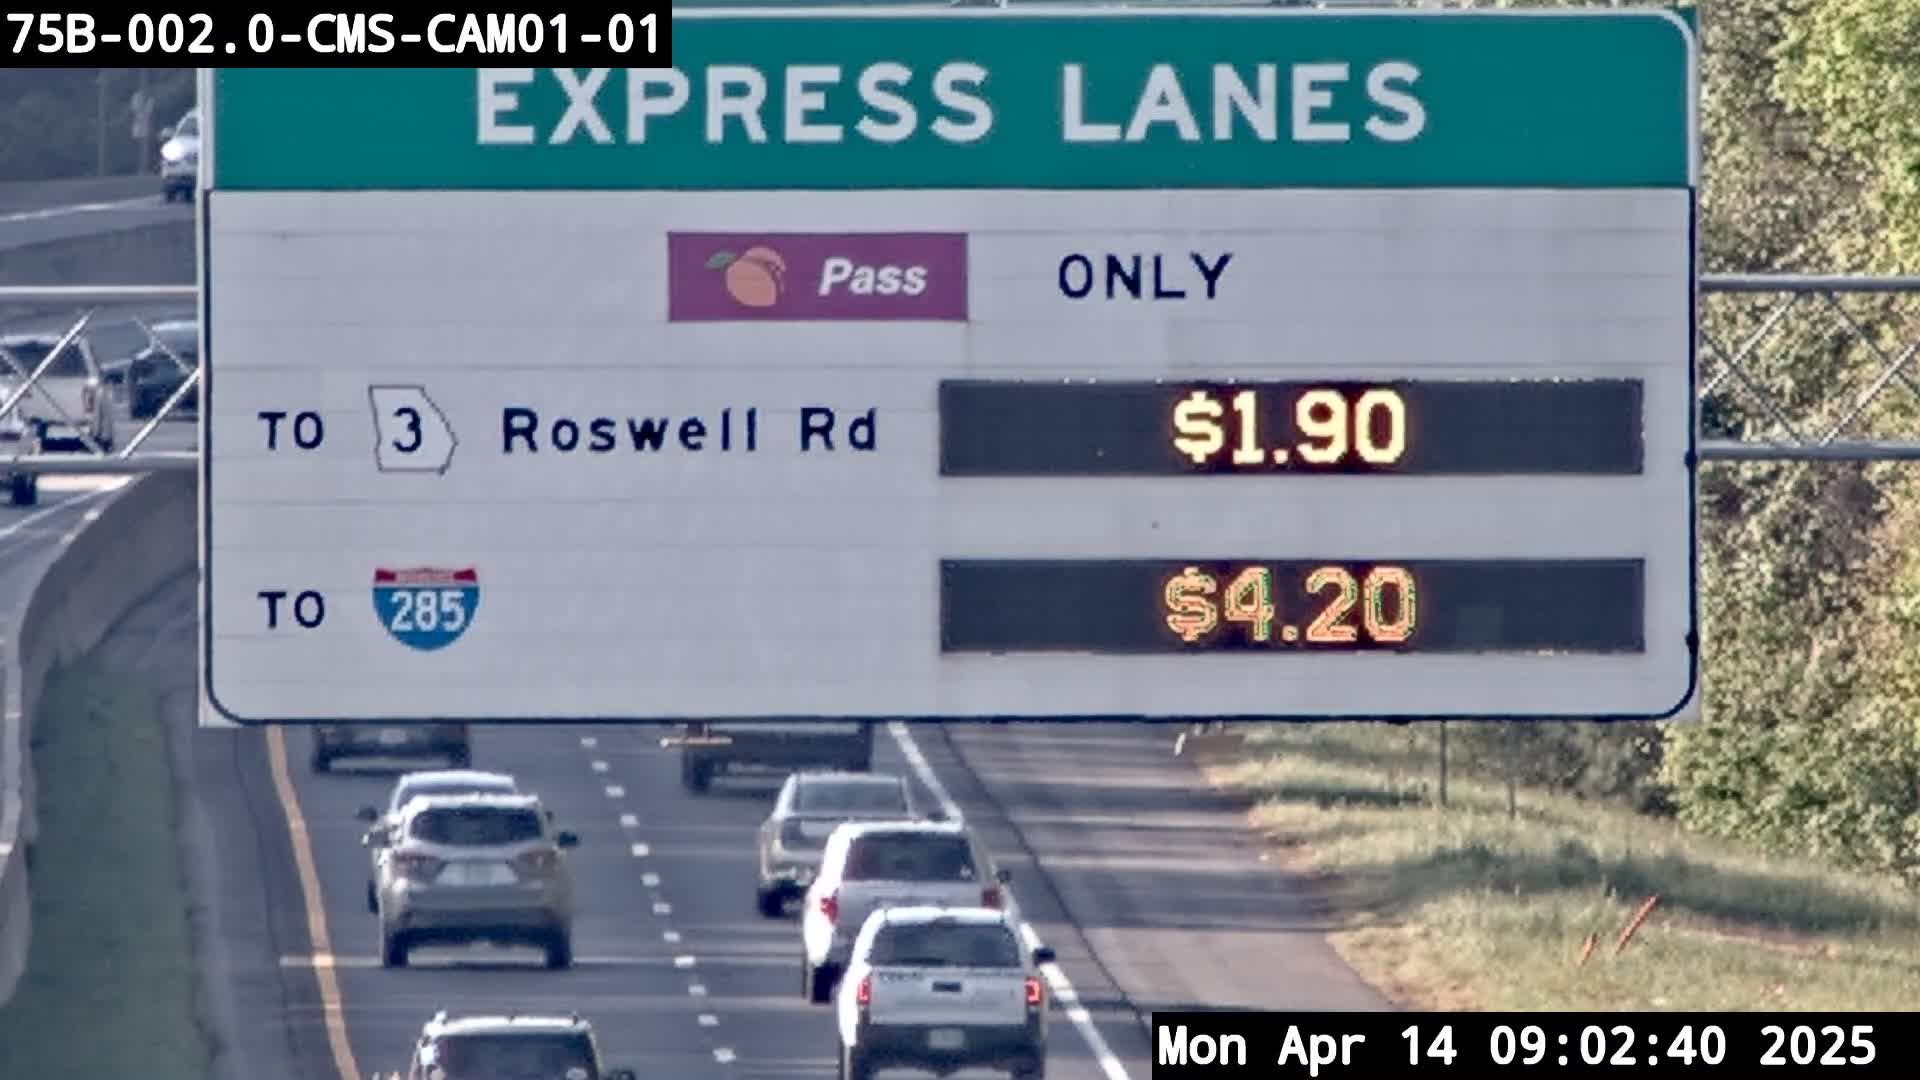 75B-002.0-CMS-CAM01-01
EXPRESS LANES
Pass ONLY
TO 3 Roswell Rd $1.90
TO 285 $4.20
Mon Apr 14 09:02:40 2025